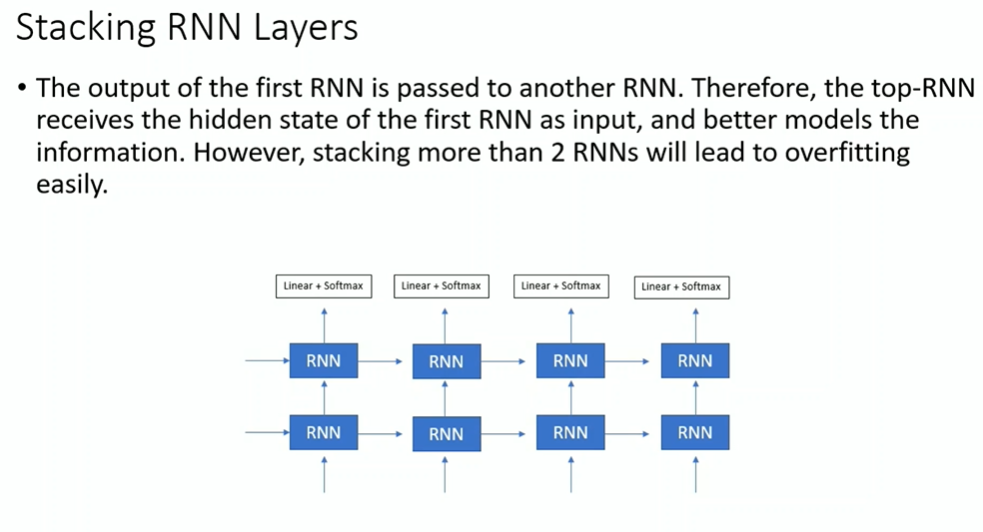 Stacking RNN Layers
• The output of the first RNN is passed to another RNN. Therefore, the top-RNN
receives the hidden state of the first RNN as input, and better models the
information. However, stacking more than 2 RNNs will lead to overfitting
easily.
Linear + Softmax Linear + Softmax Linear + Softmax Linear + Softmax
RNN RNN RNN RNN
RNN RNN RNN RNN